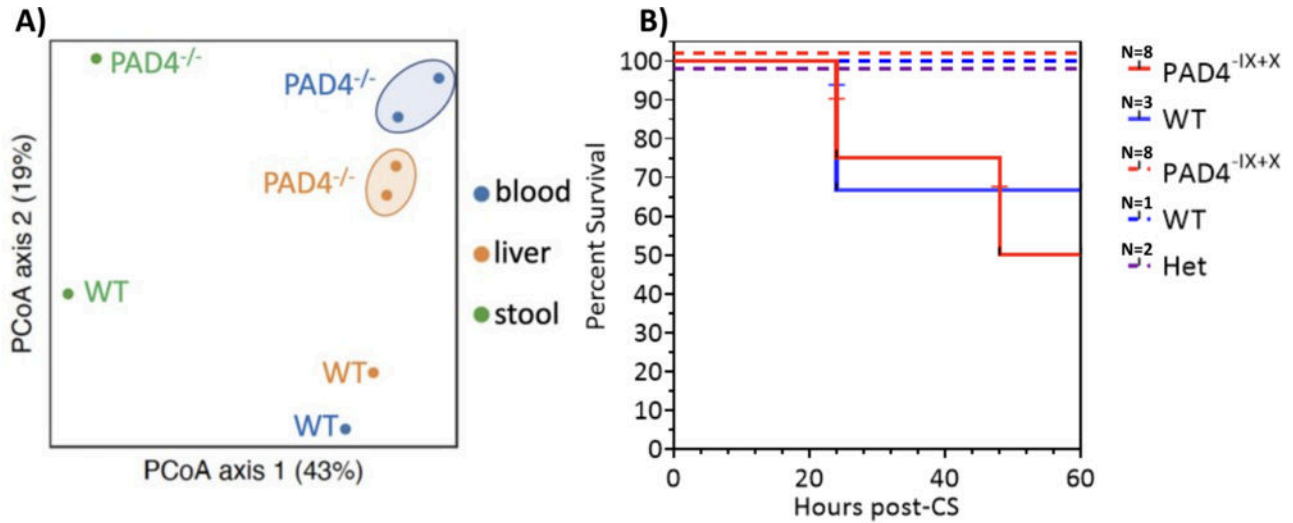 A)
PAD4-/-
PAD4-/-
PAD4-/-
WT
WT
WT
PCoA axis 2 (19%)
PCoA axis 1 (43%)
blood
liver
stool
B)
100
90
80
70
60
50
40
30
20
10
0
Percent Survival
0
20
40
60
Hours post-CS
N=8
PAD4-IX+X
N=3
WT
N=8
PAD4-IX+X
N=1
WT
N=2
Het